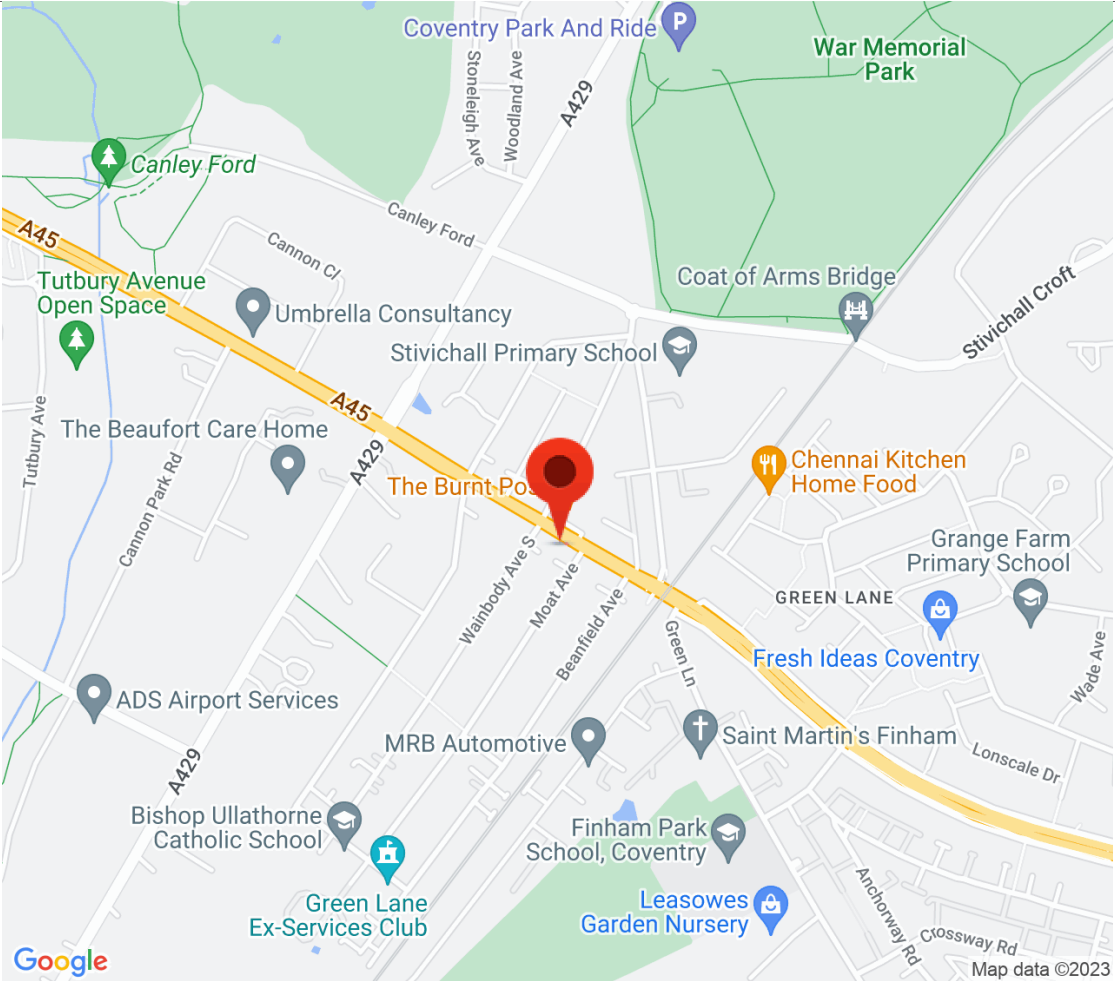 Coventry Park And Ride
War Memorial
Park
Stoneleigh Ave
Woodland Ave
A429
Canley Ford
Canley Ford
A45
Cannon Cl
Tutbury Avenue
Open Space
Umbrella Consultancy
Coat of Arms Bridge
Stivichall Croft
Stivichall Primary School
A45
Tutbury Ave
The Beaufort Care Home
A429
Cannon Park Rd
The Burnt Pos
Chennai Kitchen
Home Food
Grange Farm
Primary School
Wainbody Ave S
Moat Ave
Beanfield Ave
GREEN LANE
Green Ln
Fresh Ideas Coventry
Wade Ave
ADS Airport Services
MRB Automotive
Saint Martin's Finham
Lonscale Dr
A429
Bishop Ullathorne
Catholic School
Finham Park
School, Coventry
Green Lane
Ex-Services Club
Leasowes
Garden Nursery
Anchorway Rd
Crossway Rd
Google
Map data ©2023